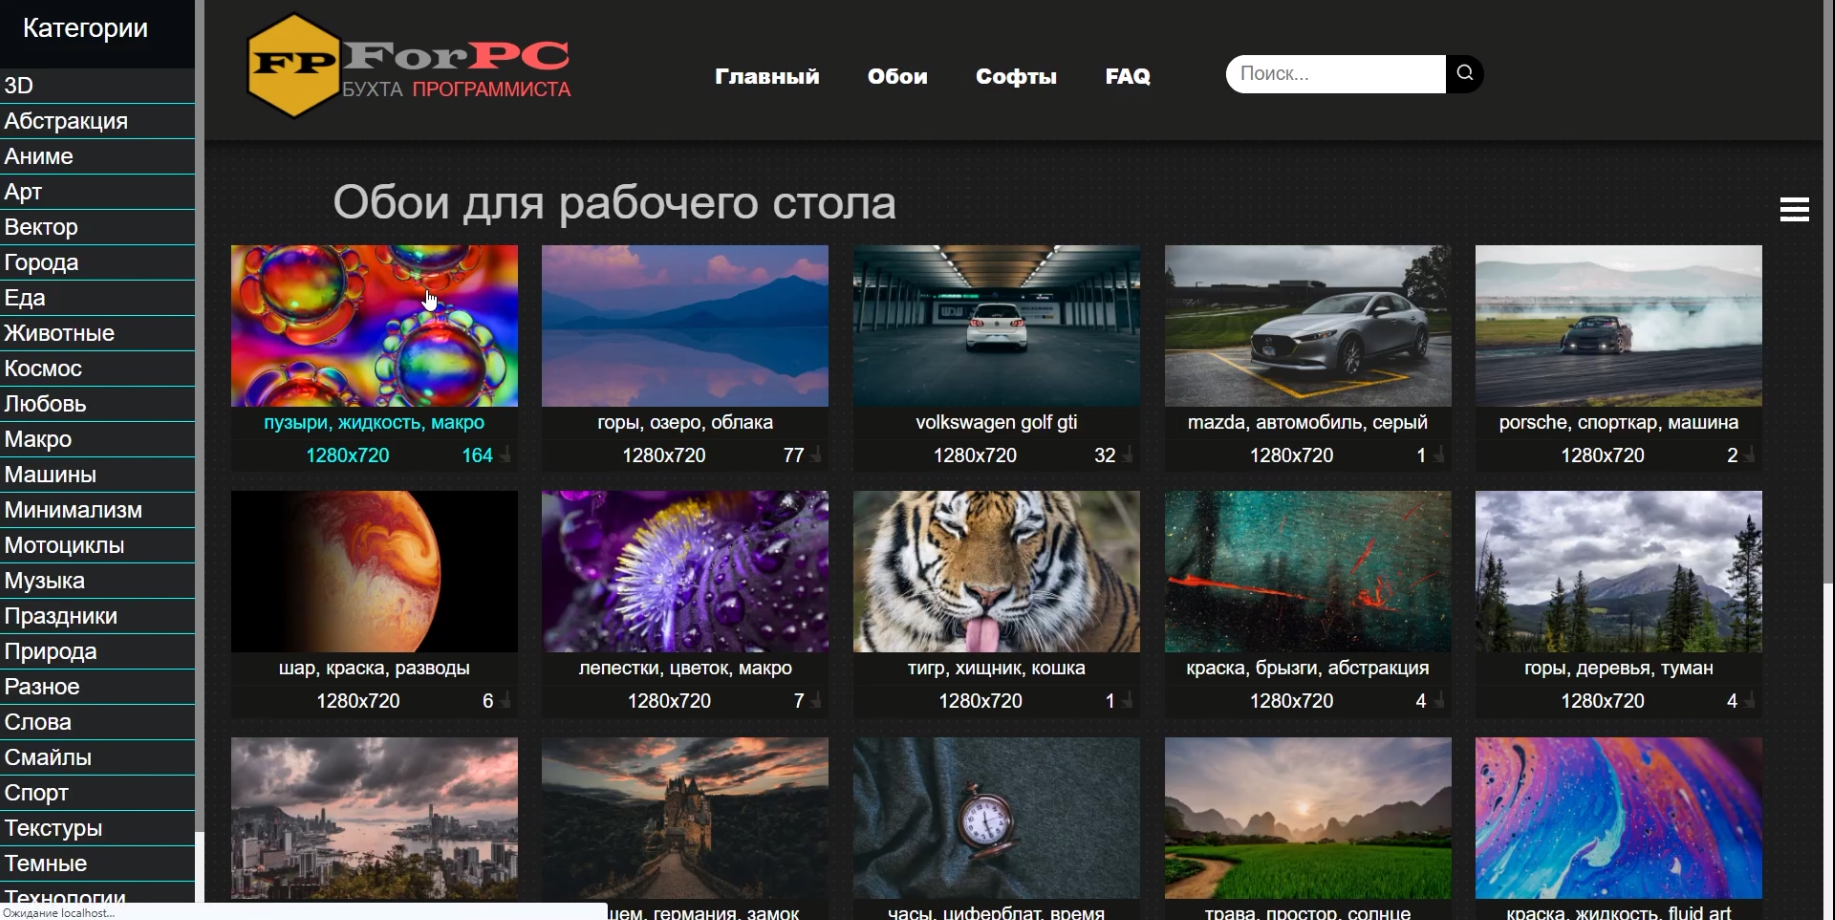 Категории
3D
Абстракция
Аниме
Арт
Вектор
Города
Еда
Животные
Космос
Любовь
Макро
Машины
Минимализм
Мотоциклы
Музыка
Праздники
Природа
Разное
Слова
Смайлы
Спорт
Текстуры
Темные
Технологии
FP ForPC
БУХТА ПРОГРАММИСТА
Главный Обои Софты FAQ Поиск...
Обои для рабочего стола
пузыри, жидкость, макро
1280x720 164
горы, озеро, облака
1280x720 77
volkswagen golf gti
1280x720 32
mazda, автомобиль, серый
1280x720 1
porsche, спорткар, машина
1280x720 2
шар, краска, разводы
1280x720 6
лепестки, цветок, макро
1280x720 7
тигр, хищник, кошка
1280x720 1
краска, брызги, абстракция
1280x720 4
горы, деревья, туман
1280x720 4
германия, замок
часы, циферблат, время
трава, простор, солнце
краска, жидкость, fluid art
Ожидание localhost...